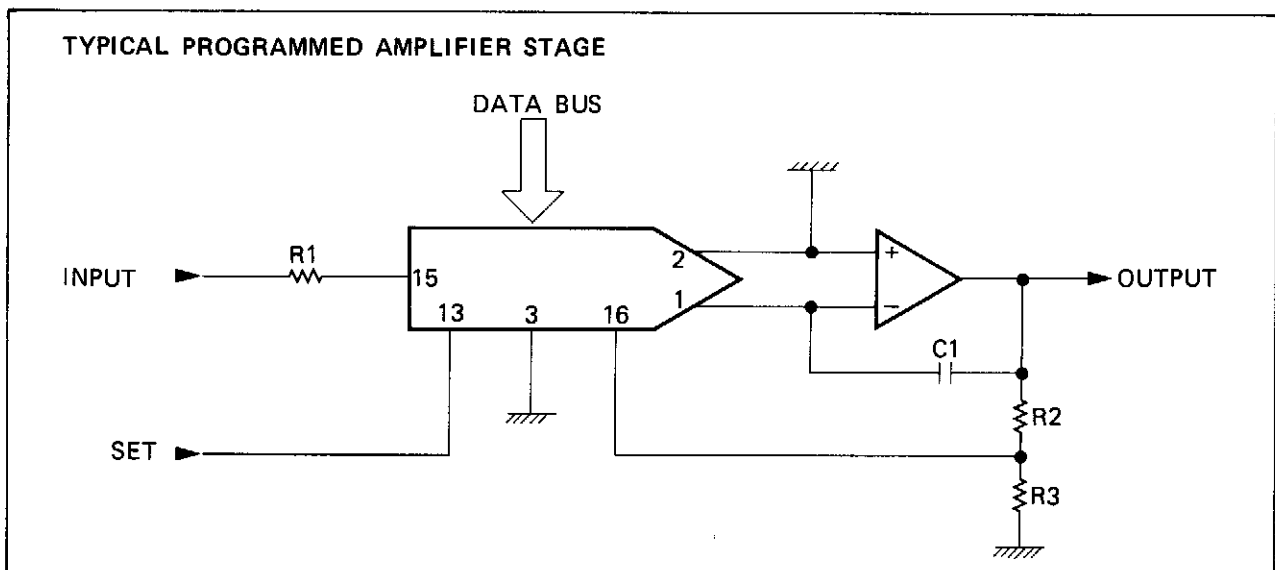 TYPICAL PROGRAMMED AMPLIFIER STAGE
DATA BUS
R1
2
+
INPUT
15
OUTPUT
1
−
13
3
16
C1
R2
SET
R3